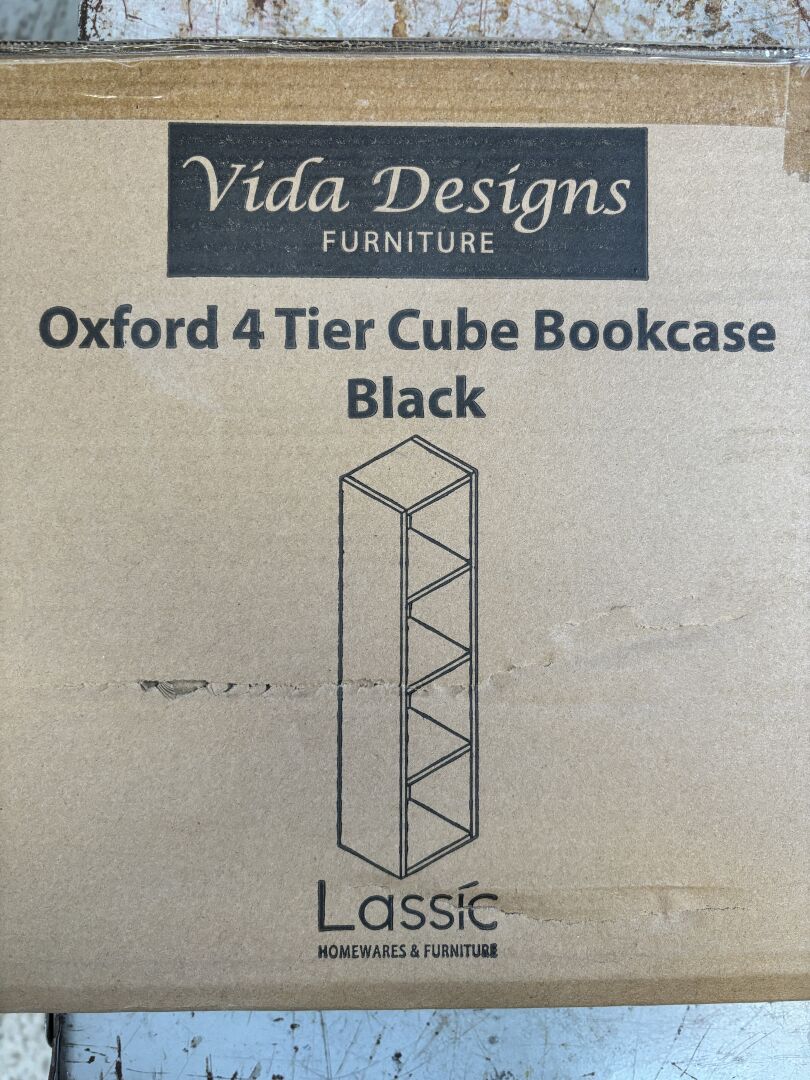 Vida Designs
FURNITURE
Oxford 4 Tier Cube Bookcase
Black
Lassic
HOMEWARES & FURNITURE